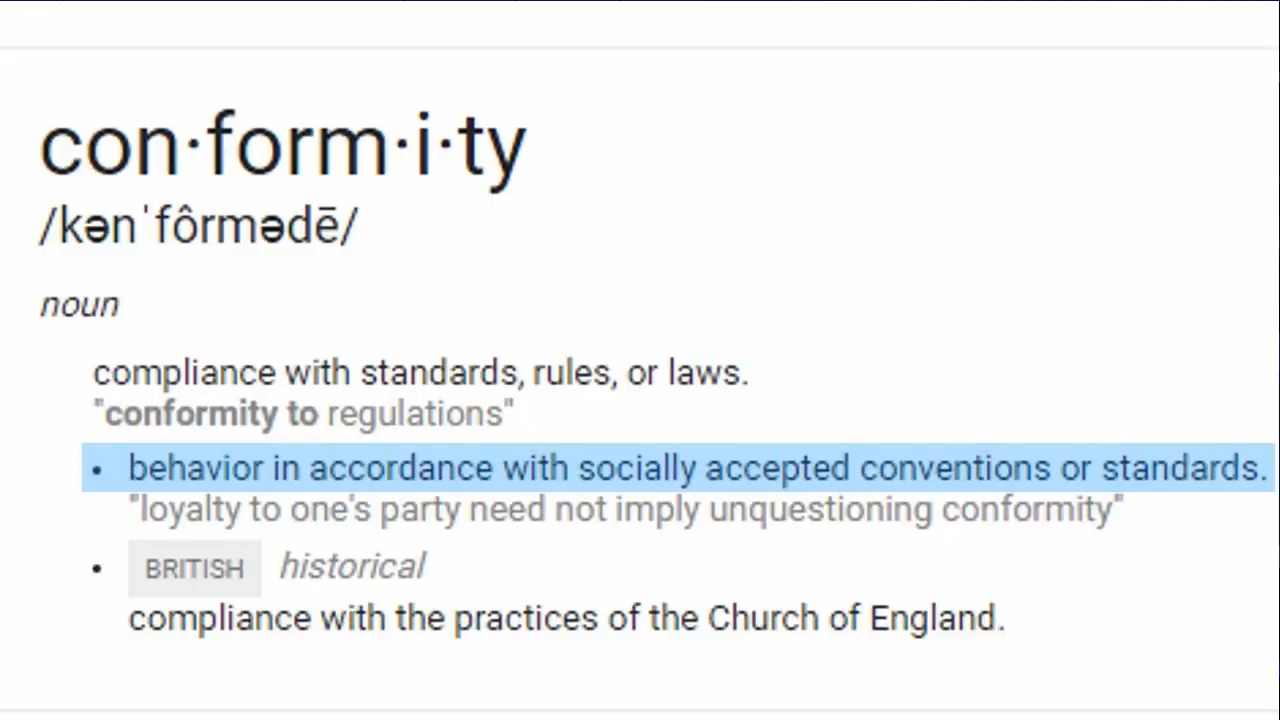 con·form·i·ty
/kənˈfôrmədē/
noun
compliance with standards, rules, or laws.
"conformity to regulations"
• behavior in accordance with socially accepted conventions or standards.
"loyalty to one's party need not imply unquestioning conformity"
• BRITISH historical
compliance with the practices of the Church of England.